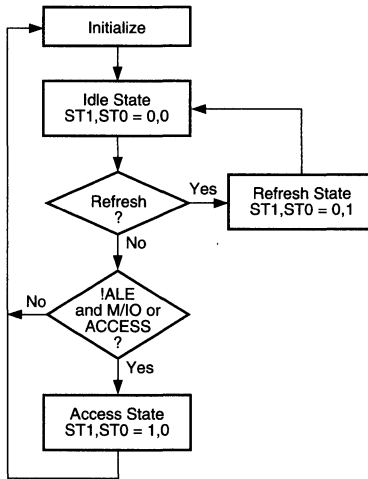 Initialize
Idle State
ST1,ST0 = 0,0
Refresh
?
Yes
Refresh State
ST1,ST0 = 0,1
No
!ALE
and M/IO or
ACCESS
?
No
Yes
Access State
ST1,ST0 = 1,0